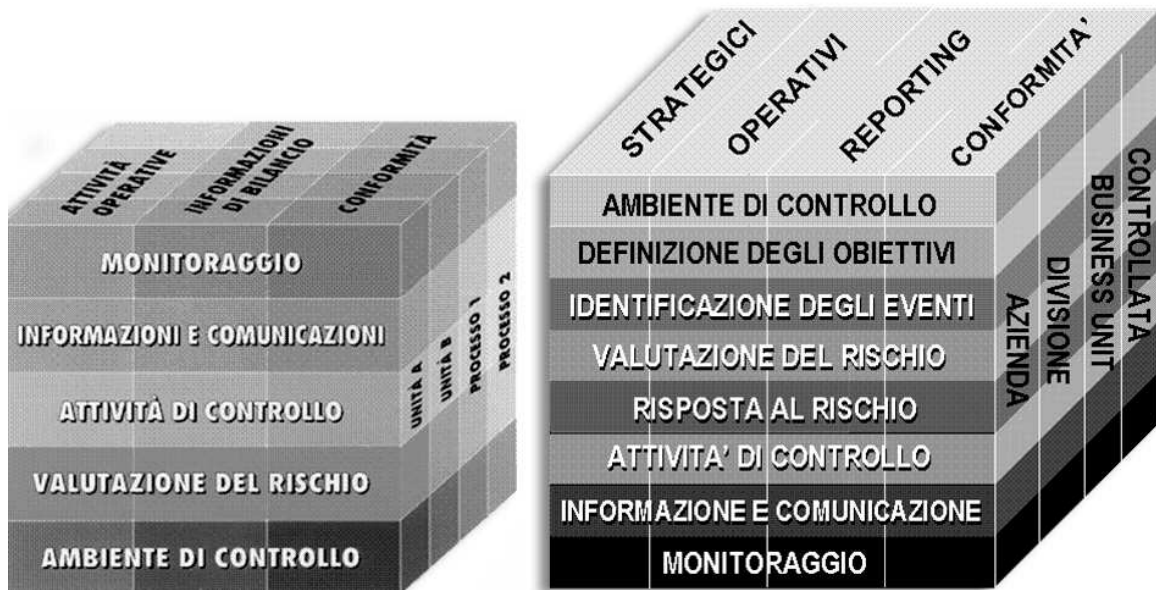 ATTIVITÀ
OPERATIVE
INFORMAZIONI
DI BILANCIO
CONFORMITÀ
MONITORAGGIO
INFORMAZIONI E COMUNICAZIONI
ATTIVITÀ DI CONTROLLO
VALUTAZIONE DEL RISCHIO
AMBIENTE DI CONTROLLO
UNITÀ A
UNITÀ B
PROCESSO 1
PROCESSO 2
STRATEGICI
OPERATIVI
REPORTING
CONFORMITA'
AMBIENTE DI CONTROLLO
DEFINIZIONE DEGLI OBIETTIVI
IDENTIFICAZIONE DEGLI EVENTI
VALUTAZIONE DEL RISCHIO
RISPOSTA AL RISCHIO
ATTIVITA' DI CONTROLLO
INFORMAZIONE E COMUNICAZIONE
MONITORAGGIO
AZIENDA
DIVISIONE
BUSINESS UNIT
CONTROLLATA